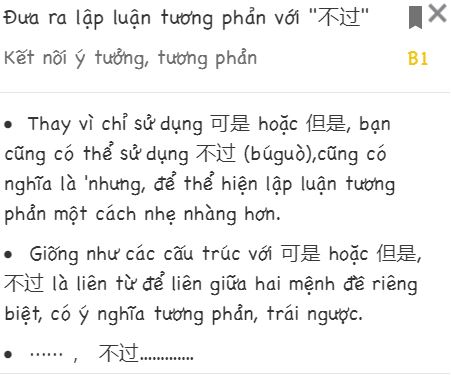 Đưa ra lập luận tương phản với "不过"
Kết nối ý tưởng, tương phản B1
• Thay vì chỉ sử dụng 可是 hoặc 但是, bạn
cũng có thể sử dụng 不过 (búguò),cũng có
nghĩa là 'nhưng, để thể hiện lập luận tương
phản một cách nhẹ nhàng hơn.
• Giống như các cấu trúc với 可是 hoặc 但是,
不过 là liên từ để liên giữa hai mệnh đề riêng
biệt, có ý nghĩa tương phản, trái ngược.
• …… ， 不过.............